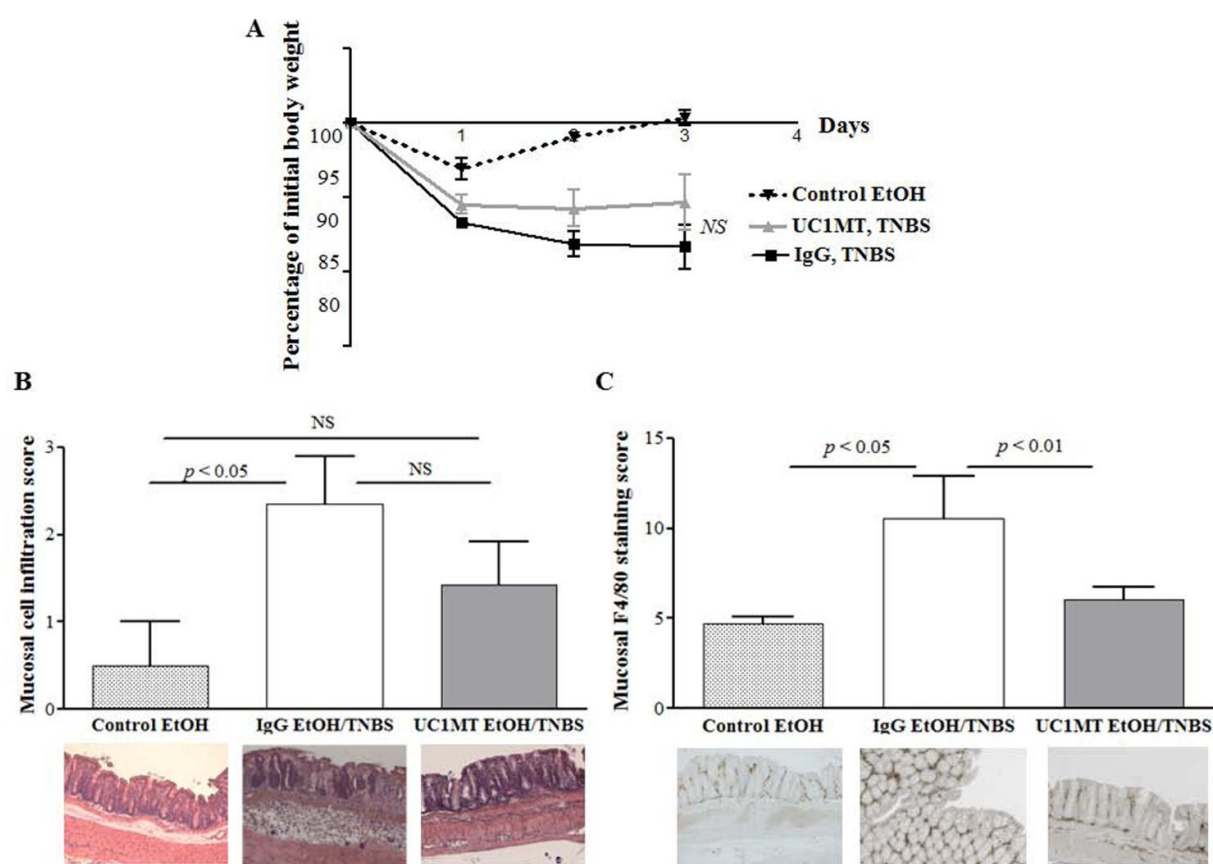 A
Percentage of initial body weight
100
95
90
85
80
1
3
4
Days
Control EtOH
UC1MT, TNBS
IgG, TNBS
NS
B
Mucosal cell infiltration score
3
2
1
0
NS
p < 0.05
NS
Control EtOH
IgG EtOH/TNBS
UC1MT EtOH/TNBS
C
Mucosal F4/80 staining score
15
10
5
0
p < 0.05
p < 0.01
Control EtOH
IgG EtOH/TNBS
UC1MT EtOH/TNBS